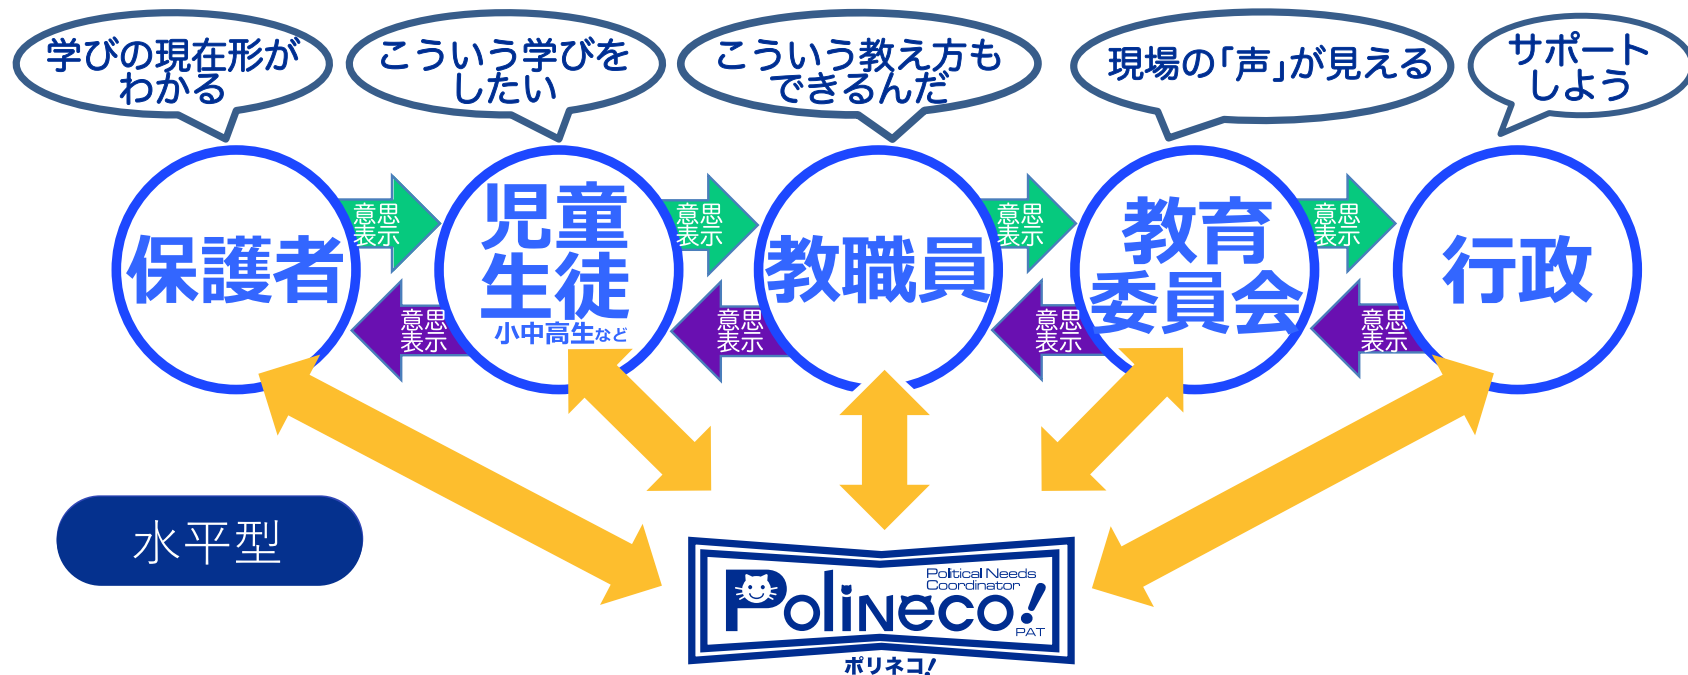 学びの現在形が
わかる
こういう学びを
したい
こういう教え方も
できるんだ
現場の「声」が見える
サポート
しよう
保護者
意思
表示
児童
生徒
小中高生など
意思
表示
教職員
意思
表示
教育
委員会
意思
表示
行政
意思
表示
意思
表示
意思
表示
意思
表示
水平型
Political Needs
Coordinator
PoliNeco!
PAT
ポリネコ!